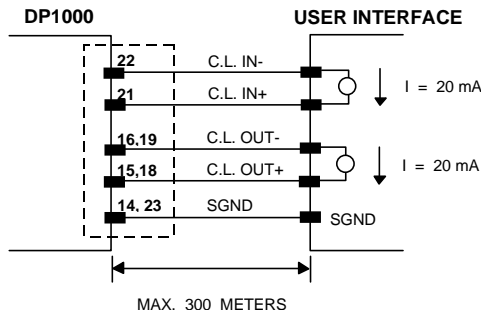 DP1000 USER INTERFACE
22 C.L. IN-
I = 20 mA
21 C.L. IN+
16,19 C.L. OUT-
I = 20 mA
15,18 C.L. OUT+
14, 23 SGND
SGND
MAX. 300 METERS